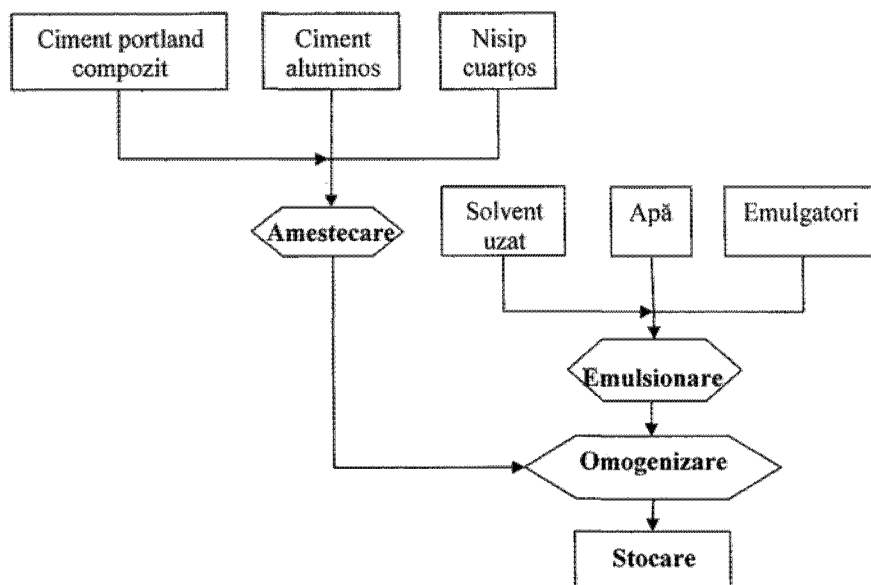 Ciment portland
compozit
Ciment
aluminos
Nisip
cuarțos
Amestecare
Solvent
uzat
Apă
Emulgatori
Emulsionare
Omogenizare
Stocare